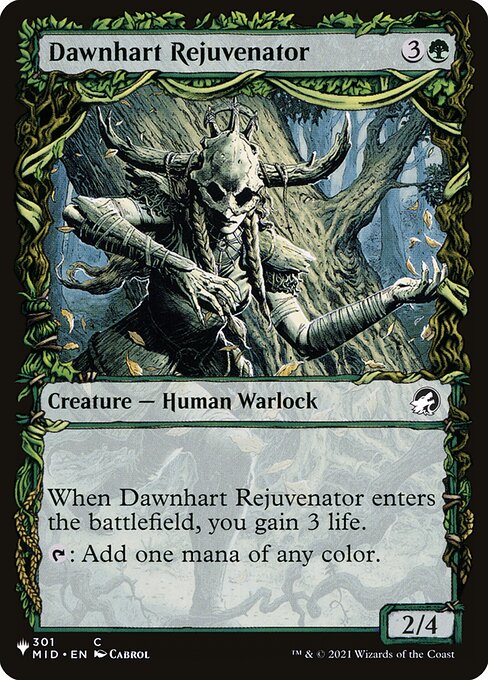 Dawnhart Rejuvenator 3
Creature — Human Warlock
When Dawnhart Rejuvenator enters
the battlefield, you gain 3 life.
: Add one mana of any color.
2/4
301 C
MID • EN Cabrol
™ & © 2021 Wizards of the Coast